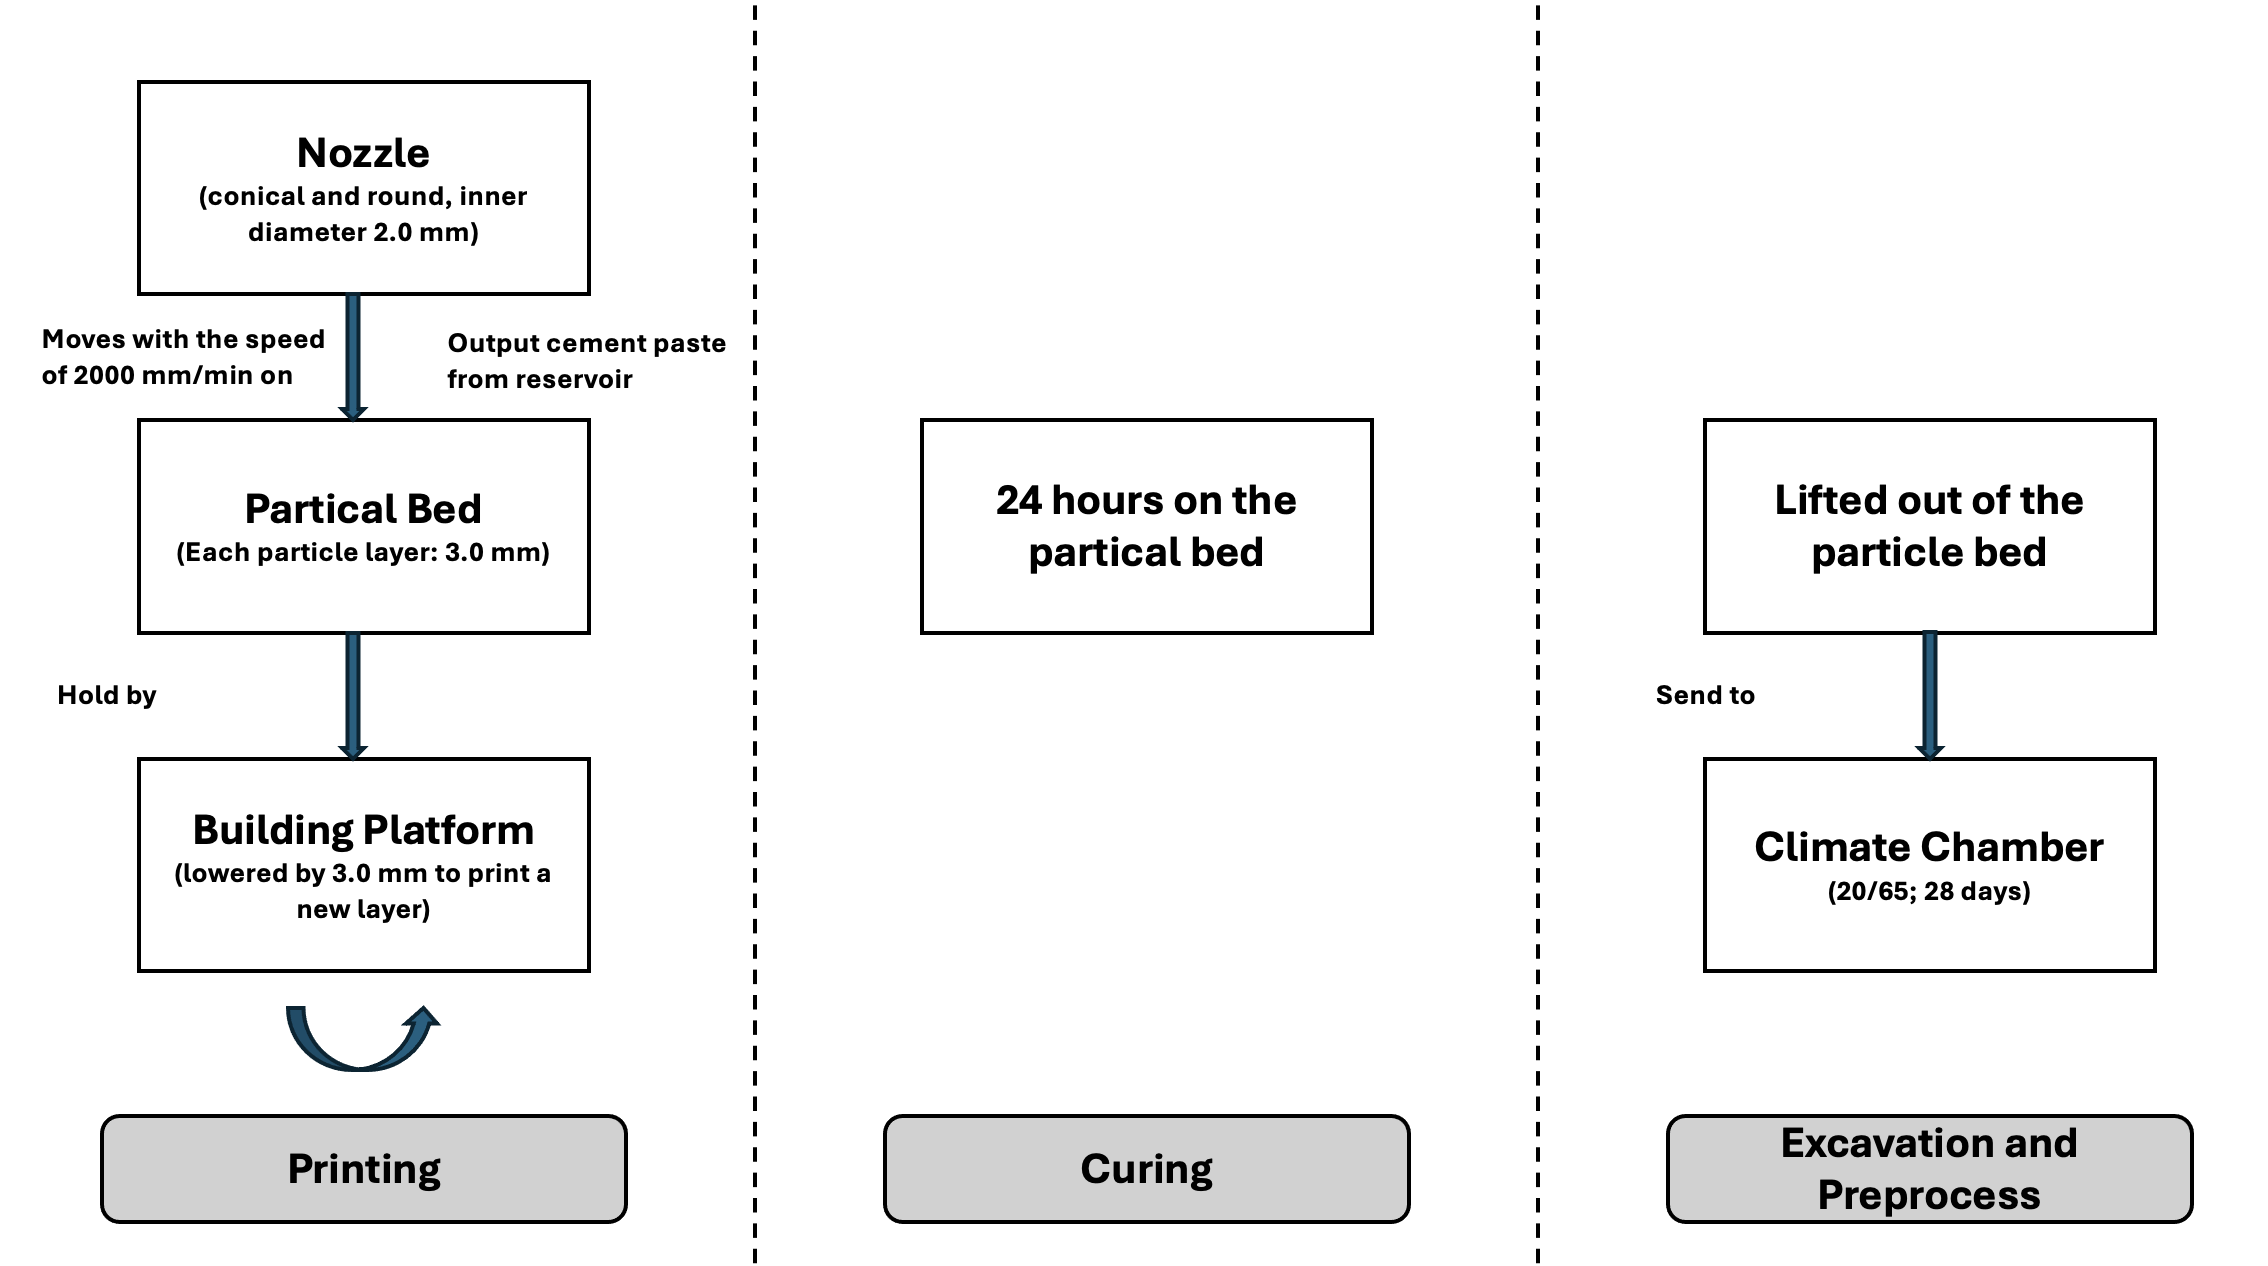 Nozzle
(conical and round, inner
diameter 2.0 mm)
Moves with the speed
of 2000 mm/min on
Output cement paste
from reservoir
Partical Bed
(Each particle layer: 3.0 mm)
Hold by
Building Platform
(lowered by 3.0 mm to print a
new layer)
Printing
24 hours on the
partical bed
Curing
Lifted out of the
particle bed
Send to
Climate Chamber
(20/65; 28 days)
Excavation and
Preprocess